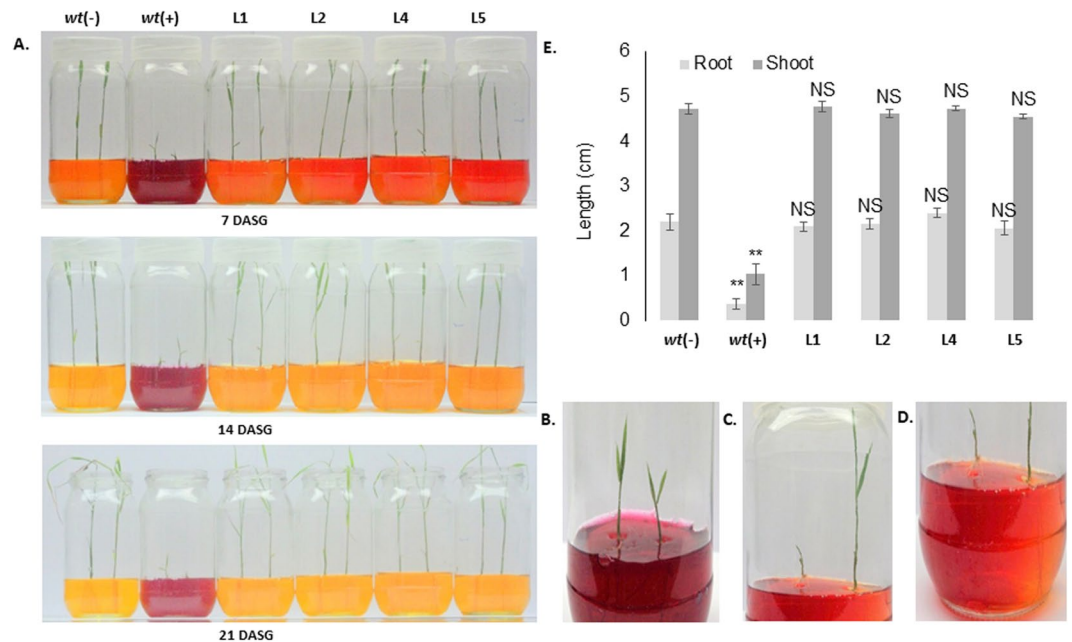 wt(-) wt(+) L1 L2 L4 L5
A.
7 DASG
14 DASG
21 DASG
E.
Root Shoot
Length (cm)
6
5
4
3
2
1
0
** **
NS NS
NS NS
NS NS
NS NS
wt(-) wt(+) L1 L2 L4 L5
B.
C.
D.